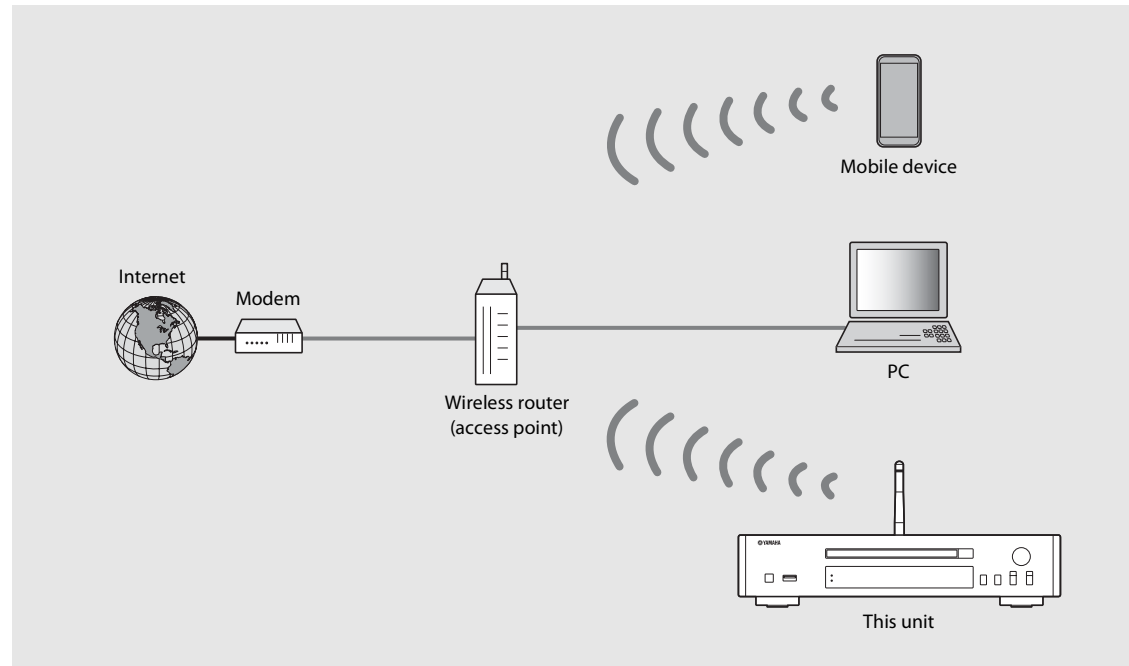 Mobile device
Internet
Modem
PC
Wireless router
(access point)
YAMAHA
This unit